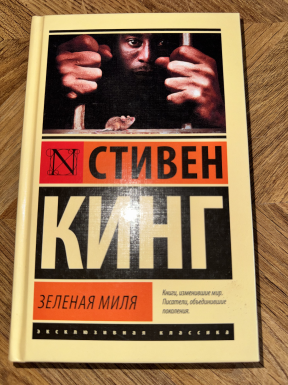 N
СТИВЕН
КИНГ
ЗЕЛЕНАЯ МИЛЯ
Книги, изменившие мир.
Писатели, объединившие
поколения.
ЭКСКЛЮЗИВНАЯ КЛАССИКА